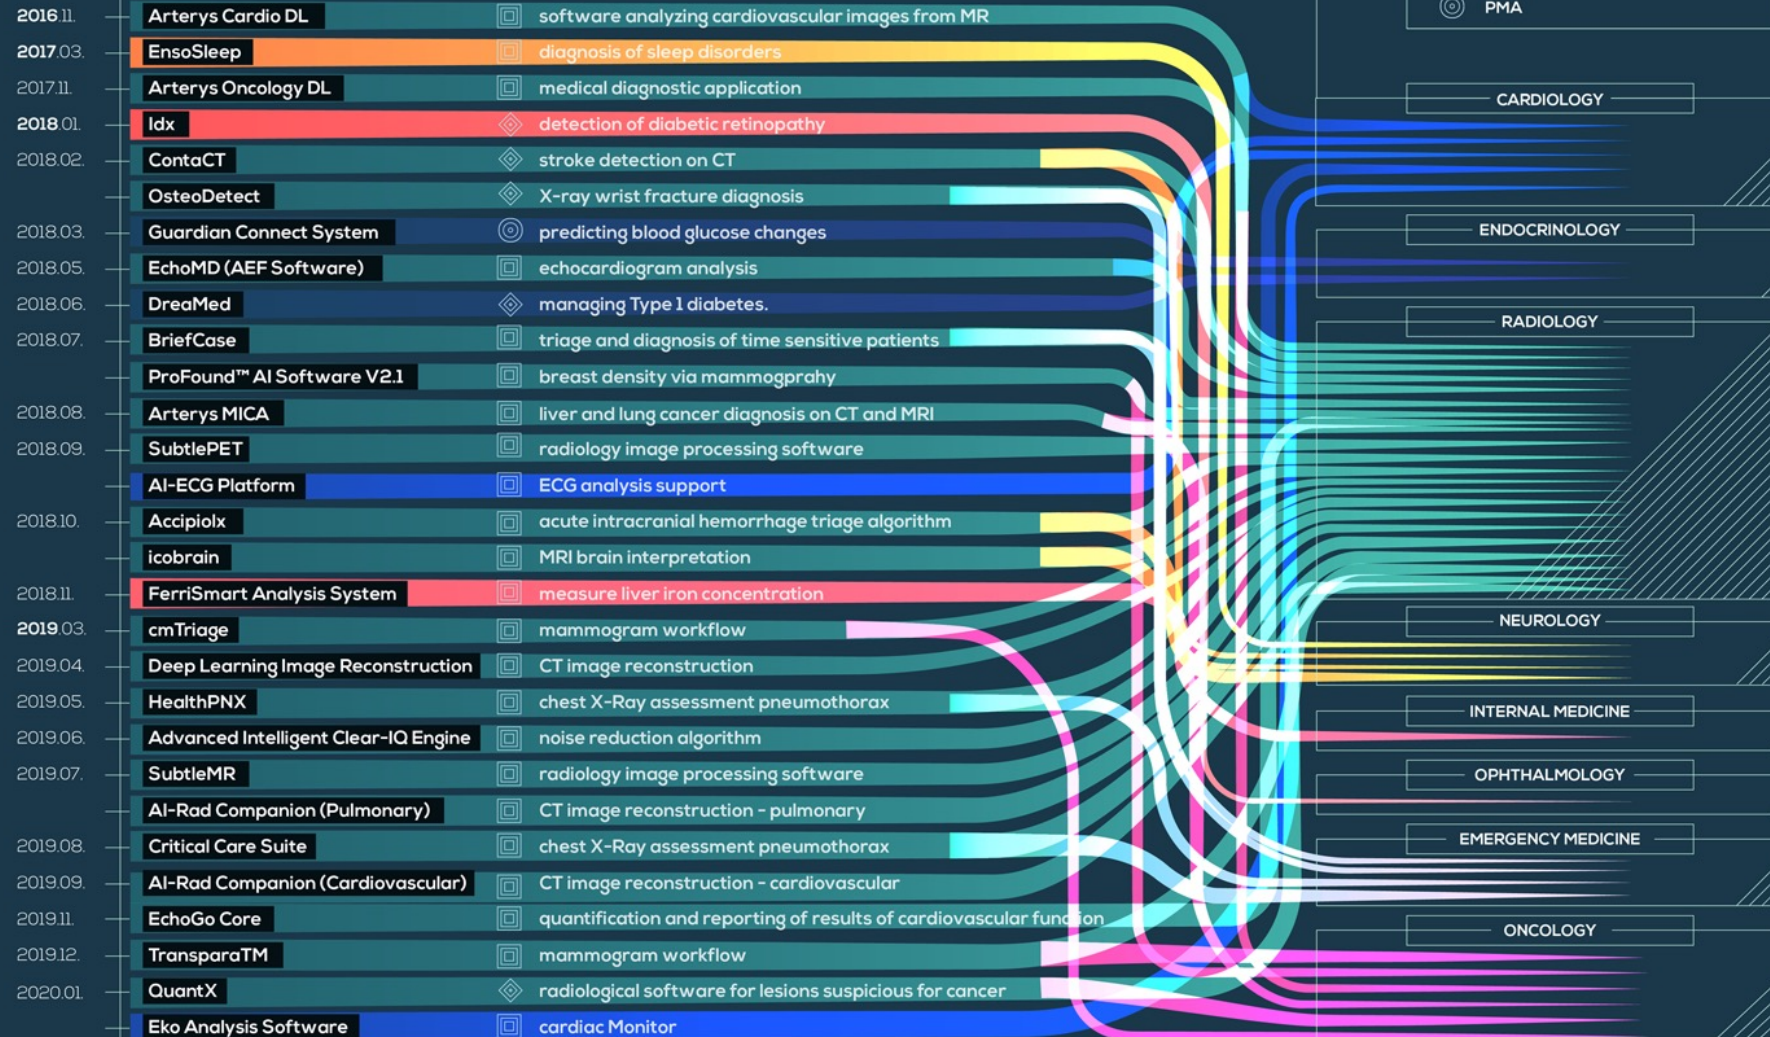 2016.11. Arterys Cardio DL software analyzing cardiovascular images from MR
PMA
2017.03. EnsoSleep diagnosis of sleep disorders
2017.11. Arterys Oncology DL medical diagnostic application
CARDIOLOGY
2018.01. Idx detection of diabetic retinopathy
2018.02. ContaCT stroke detection on CT
OsteoDetect X-ray wrist fracture diagnosis
2018.03. Guardian Connect System predicting blood glucose changes
ENDOCRINOLOGY
2018.05. EchoMD (AEF Software) echocardiogram analysis
2018.06. DreaMed managing Type 1 diabetes.
RADIOLOGY
2018.07. BriefCase triage and diagnosis of time sensitive patients
ProFound™ AI Software V2.1 breast density via mammogprahy
2018.08. Arterys MICA liver and lung cancer diagnosis on CT and MRI
2018.09. SubtlePET radiology image processing software
AI-ECG Platform ECG analysis support
2018.10. Accipiolx acute intracranial hemorrhage triage algorithm
icobrain MRI brain interpretation
2018.11. FerriSmart Analysis System measure liver iron concentration
NEUROLOGY
2019.03. cmTriage mammogram workflow
2019.04. Deep Learning Image Reconstruction CT image reconstruction
2019.05. HealthPNX chest X-Ray assessment pneumothorax
INTERNAL MEDICINE
2019.06. Advanced Intelligent Clear-IQ Engine noise reduction algorithm
2019.07. SubtleMR radiology image processing software
OPHTHALMOLOGY
AI-Rad Companion (Pulmonary) CT image reconstruction - pulmonary
2019.08. Critical Care Suite chest X-Ray assessment pneumothorax
EMERGENCY MEDICINE
2019.09. AI-Rad Companion (Cardiovascular) CT image reconstruction - cardiovascular
2019.11. EchoGo Core quantification and reporting of results of cardiovascular function
ONCOLOGY
2019.12. TransparaTM mammogram workflow
2020.01. QuantX radiological software for lesions suspicious for cancer
Eko Analysis Software cardiac Monitor